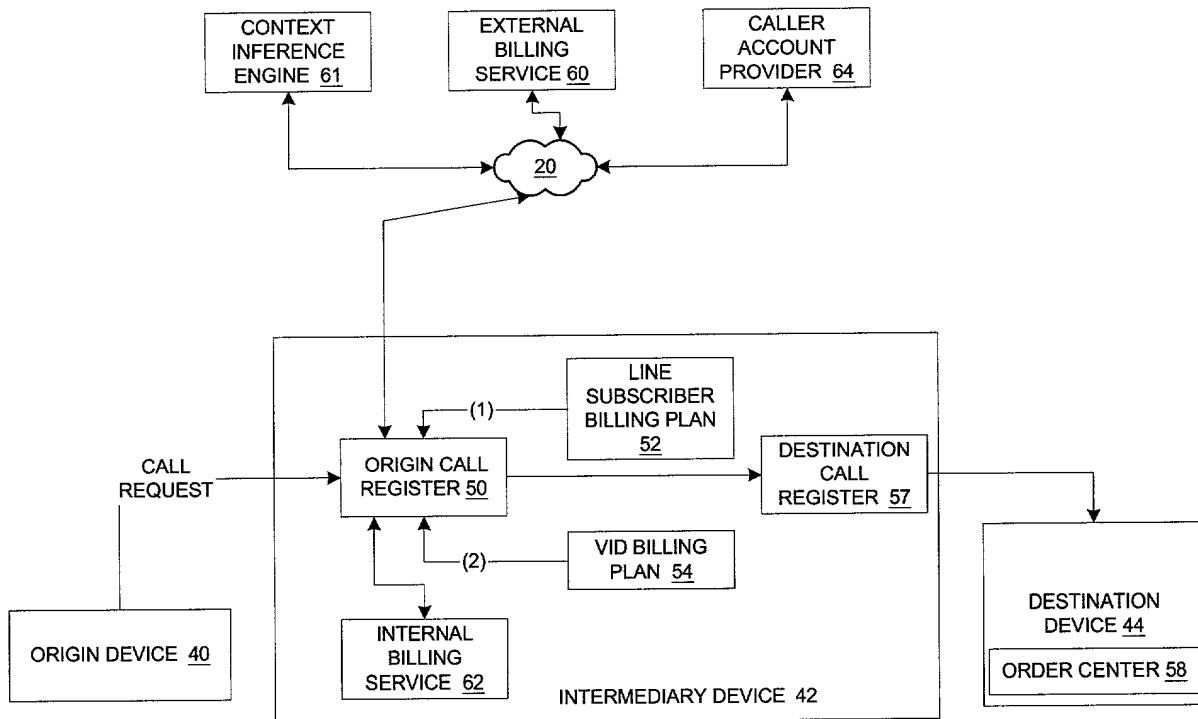 CONTEXT
INFERENCE
ENGINE 61
EXTERNAL
BILLING
SERVICE 60
CALLER
ACCOUNT
PROVIDER 64
20
LINE
SUBSCRIBER
BILLING PLAN
52
(1)
CALL
REQUEST
ORIGIN CALL
REGISTER 50
DESTINATION
CALL
REGISTER 57
(2)
VID BILLING
PLAN 54
ORIGIN DEVICE 40
INTERNAL
BILLING
SERVICE 62
INTERMEDIARY DEVICE 42
DESTINATION
DEVICE 44
ORDER CENTER 58